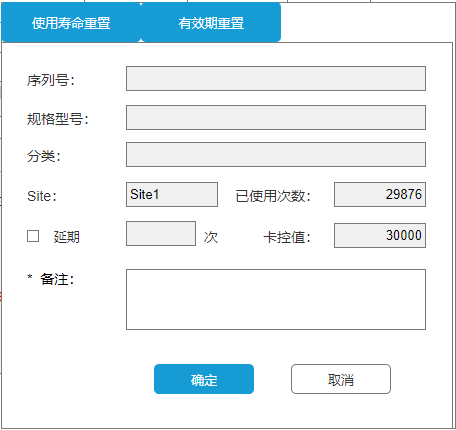 使用寿命重置 有效期重置
序列号：
规格型号：
分类：
Site： Site1 已使用次数： 29876
延期 次 卡控值： 30000
* 备注：
确定 取消